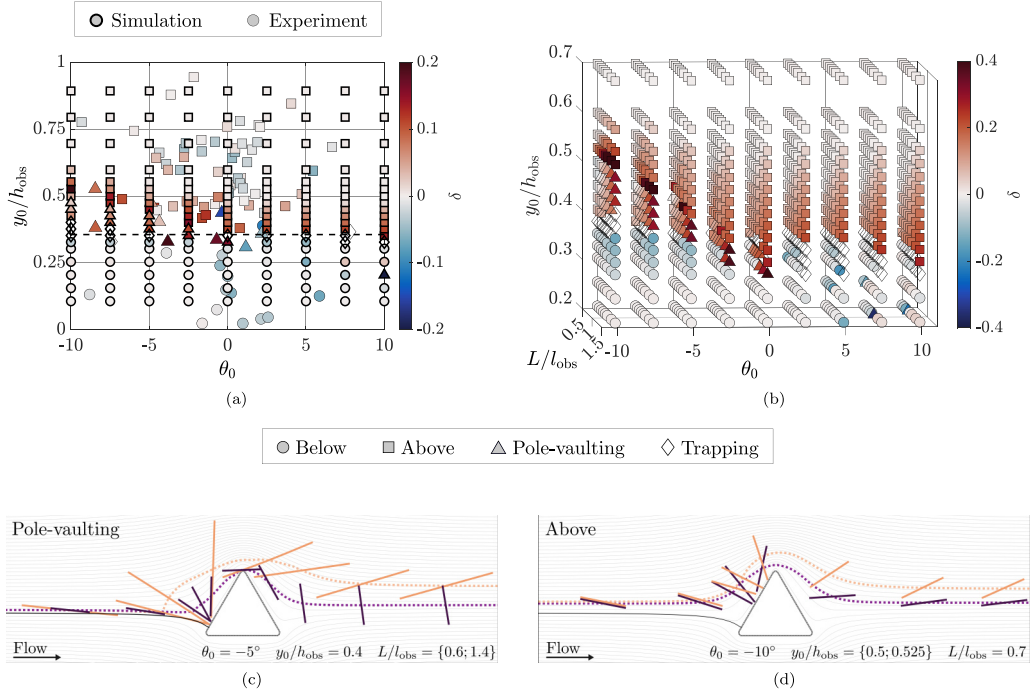 Simulation Experiment
1
0.75
0.5
0.25
0
y0/hobs
-10 -5 0 5 10
θ0
0.2
0.1
0
-0.1
-0.2
δ
(a)
0.7
0.6
0.5
0.4
0.3
0.2
y0/hobs
0.5
1.5
L/lobs
-10 -5 0 5 10
θ0
0.4
0.2
0
-0.2
-0.4
δ
(b)
Below Above Pole-vaulting Trapping
Pole-vaulting
Flow
θ0 = −5° y0/hobs = 0.4 L/lobs = {0.6; 1.4}
(c)
Above
Flow
θ0 = −10° y0/hobs = {0.5; 0.525} L/lobs = 0.7
(d)